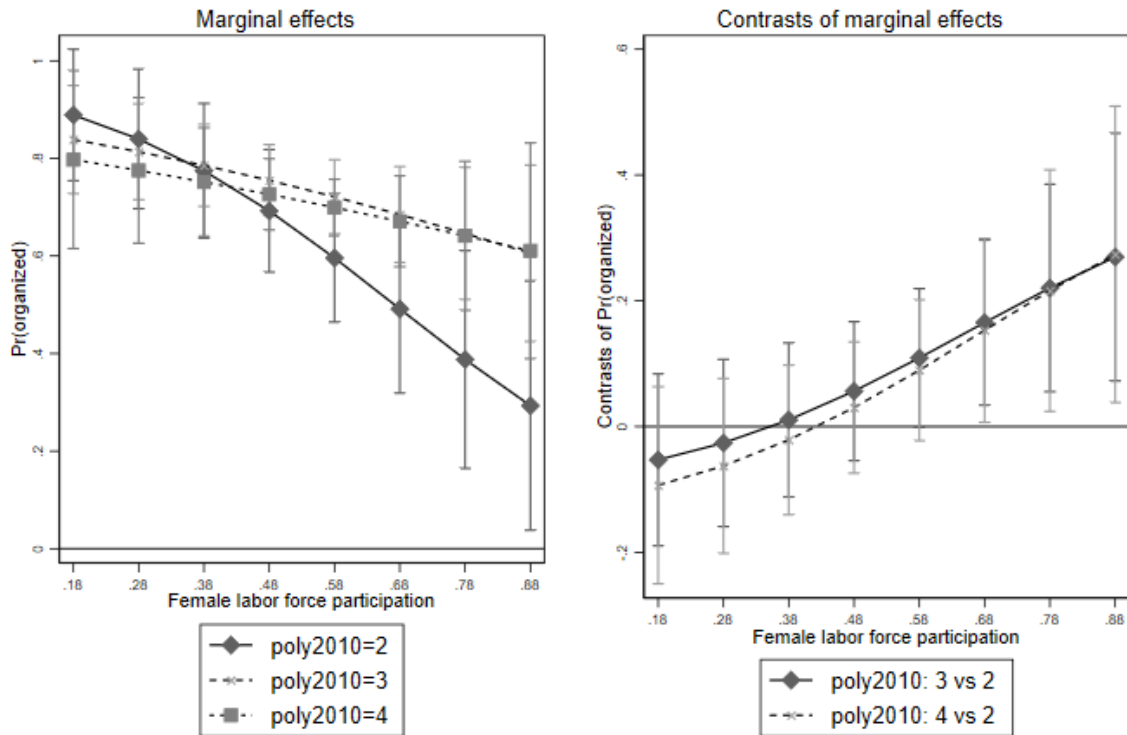 Marginal effects
Pr(organized)
1
.8
.6
.4
.2
0
.18 .28 .38 .48 .58 .68 .78 .88
Female labor force participation
poly2010=2
poly2010=3
poly2010=4
Contrasts of marginal effects
Contrasts of Pr(organized)
.6
.4
.2
0
-.2
.18 .28 .38 .48 .58 .68 .78 .88
Female labor force participation
poly2010: 3 vs 2
poly2010: 4 vs 2